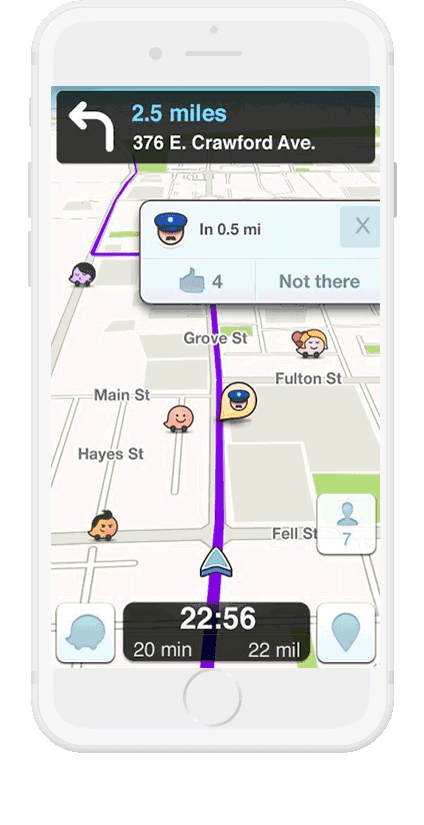 2.5 miles
376 E. Crawford Ave.
In 0.5 mi
X
4
Not there
Grove St
Fulton St
Main St
Hayes St
Fell St
7
22:56
20 min
22 mil